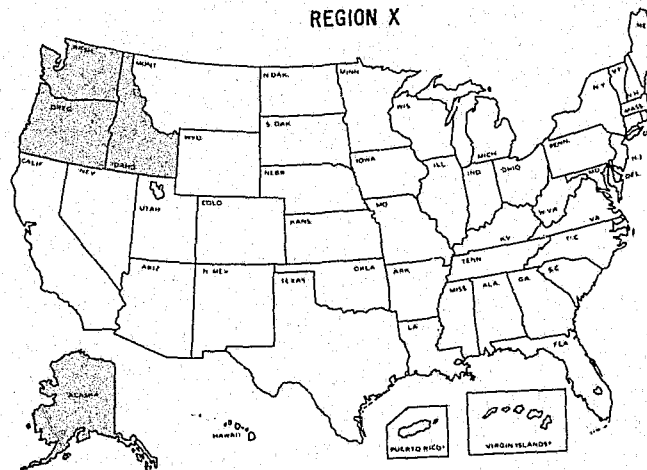 REGION X
ME.
WASH.
MONT
N DAK.
MINN
VT
N.H.
OREG
N Y
MASS
WIS
S. DAK
WYO
MICH
PENN.
IDAHO
CALIF
NEV
NEBR
IOWA
ILL
IND
OHIO
N J
MD
DEL
UTAH
COLO
W VA
VA
KANS
MO
KY
N C
TENN
ARIZ
N MEX
OKLA
ARK
S C
TEXAS
MISS
ALA.
GA
LA
FLA
ALASKA
HAWAII
PUERTO RICO
VIRGIN ISLANDS